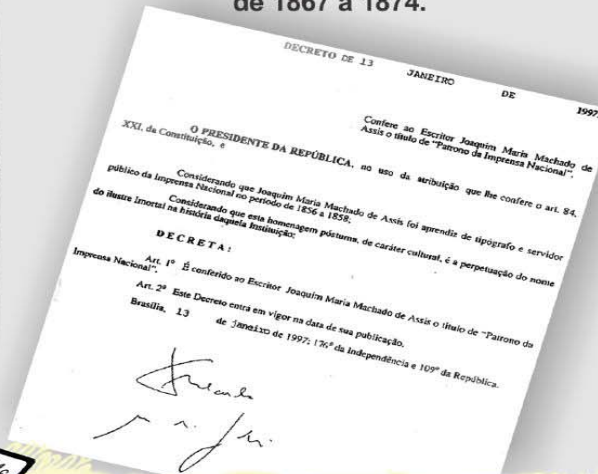 de 1867 a 1874.
DECRETO DE 13 JANEIRO DE 1997.
Confere ao Escritor Joaquim Maria Machado de
Assis o título de "Patrono da Imprensa Nacional".
O PRESIDENTE DA REPÚBLICA, no uso da atribuição que lhe confere o art. 84,
XXI, da Constituição, e
Considerando que Joaquim Maria Machado de Assis foi aprendiz de tipógrafo e servidor
público da Imprensa Nacional no período de 1856 a 1858;
Considerando que esta homenagem póstuma, de caráter cultural, é a perpetuação do nome
do ilustre imortal na história daquela Instituição;
DECRETA:
Art. 1º É conferido ao Escritor Joaquim Maria Machado de Assis o título de "Patrono da
Imprensa Nacional".
Art. 2º Este Decreto entra em vigor na data de sua publicação.
Brasília, 13 de janeiro de 1997; 176º da Independência e 109º da República.